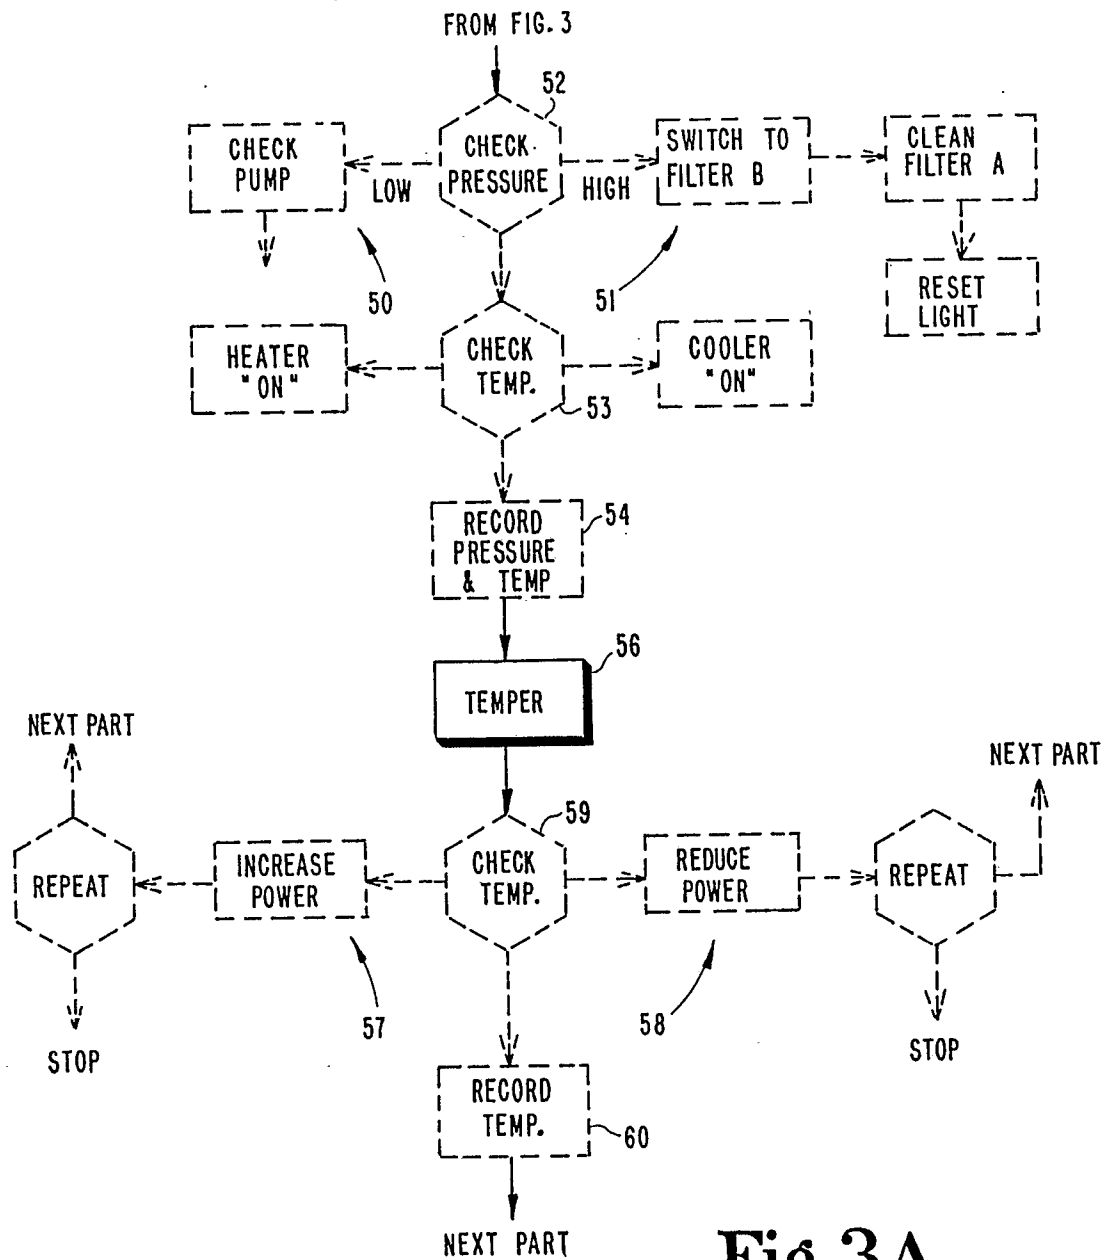 FROM FIG. 3
52
CHECK
PUMP
LOW
CHECK
PRESSURE
HIGH
SWITCH TO
FILTER B
CLEAN
FILTER A
50
51
RESET
LIGHT
HEATER
"ON"
CHECK
TEMP.
53
COOLER
"ON"
RECORD
PRESSURE
& TEMP
54
TEMPER
56
NEXT PART
NEXT PART
59
REPEAT
INCREASE
POWER
CHECK
TEMP.
REDUCE
POWER
REPEAT
57
58
STOP
STOP
RECORD
TEMP.
60
NEXT PART
Fig. 3A